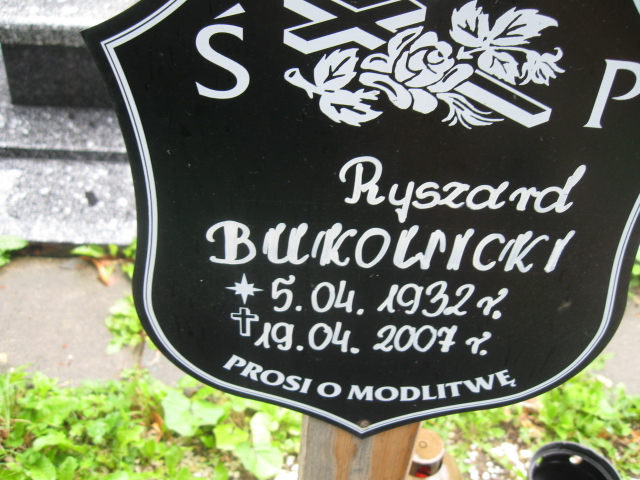 Ś P
Ryszard
BUKOWICKI
5. 04. 1932 r.
19. 04. 2007 r.
PROSI O MODLITWĘ